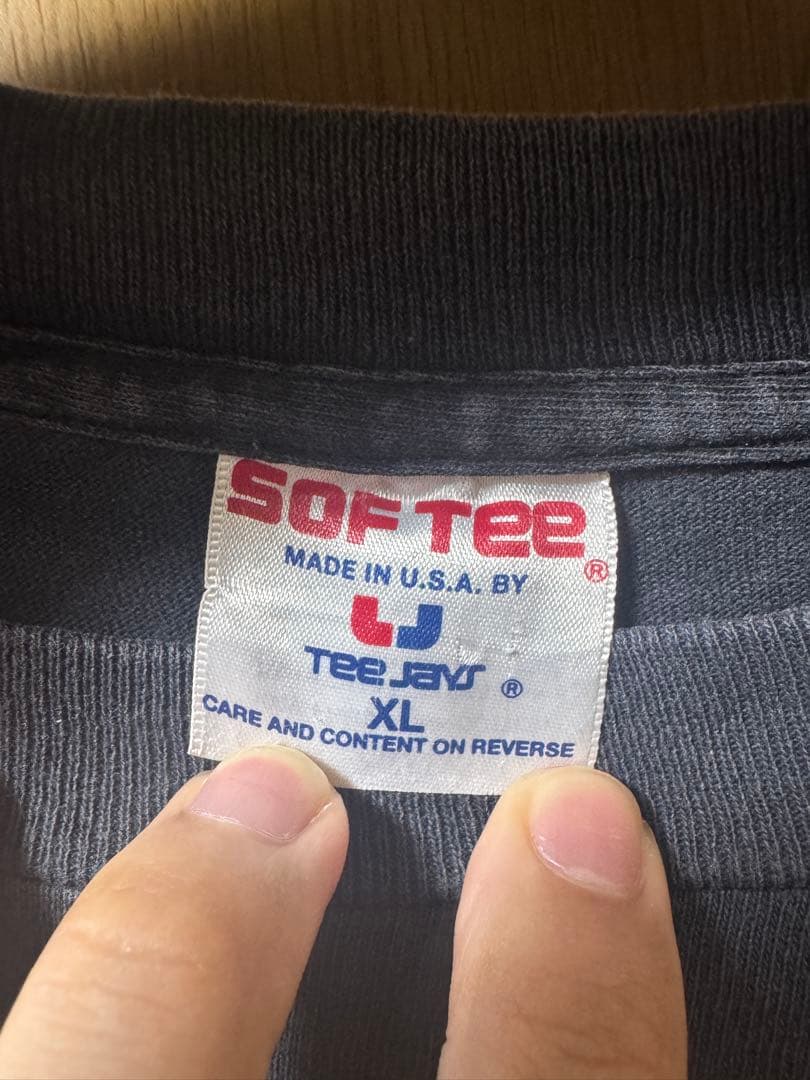 SOFTEE®
MADE IN U.S.A. BY
TEE JAYS ®
XL
CARE AND CONTENT ON REVERSE